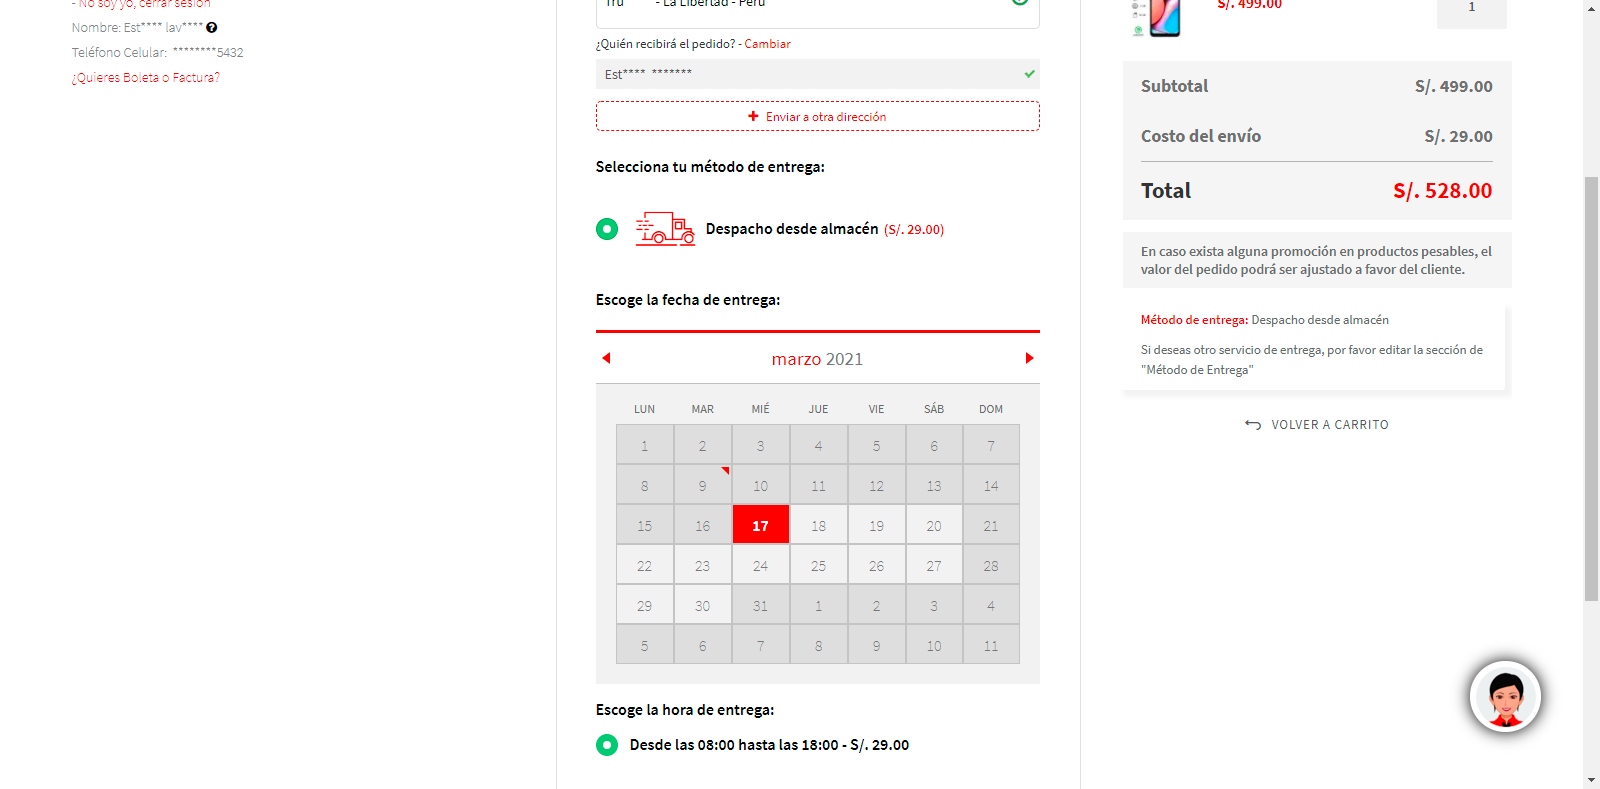 - No soy yo, cerrar sesión
Nombre: Est**** lav****
Teléfono Celular: ********5432
¿Quieres Boleta o Factura?
Tru - La Libertad - Perú
¿Quién recibirá el pedido? - Cambiar
Est**** *******
+ Enviar a otra dirección
Selecciona tu método de entrega:
Despacho desde almacén (S/. 29.00)
Escoge la fecha de entrega:
marzo 2021
LUN MAR MIÉ JUE VIE SÁB DOM
1 2 3 4 5 6 7
8 9 10 11 12 13 14
15 16 17 18 19 20 21
22 23 24 25 26 27 28
29 30 31 1 2 3 4
5 6 7 8 9 10 11
Escoge la hora de entrega:
Desde las 08:00 hasta las 18:00 - S/. 29.00
S/. 499.00
1
Subtotal S/. 499.00
Costo del envío S/. 29.00
Total S/. 528.00
En caso exista alguna promoción en productos pesables, el
valor del pedido podrá ser ajustado a favor del cliente.
Método de entrega: Despacho desde almacén
Si deseas otro servicio de entrega, por favor editar la sección de
"Método de Entrega"
VOLVER A CARRITO